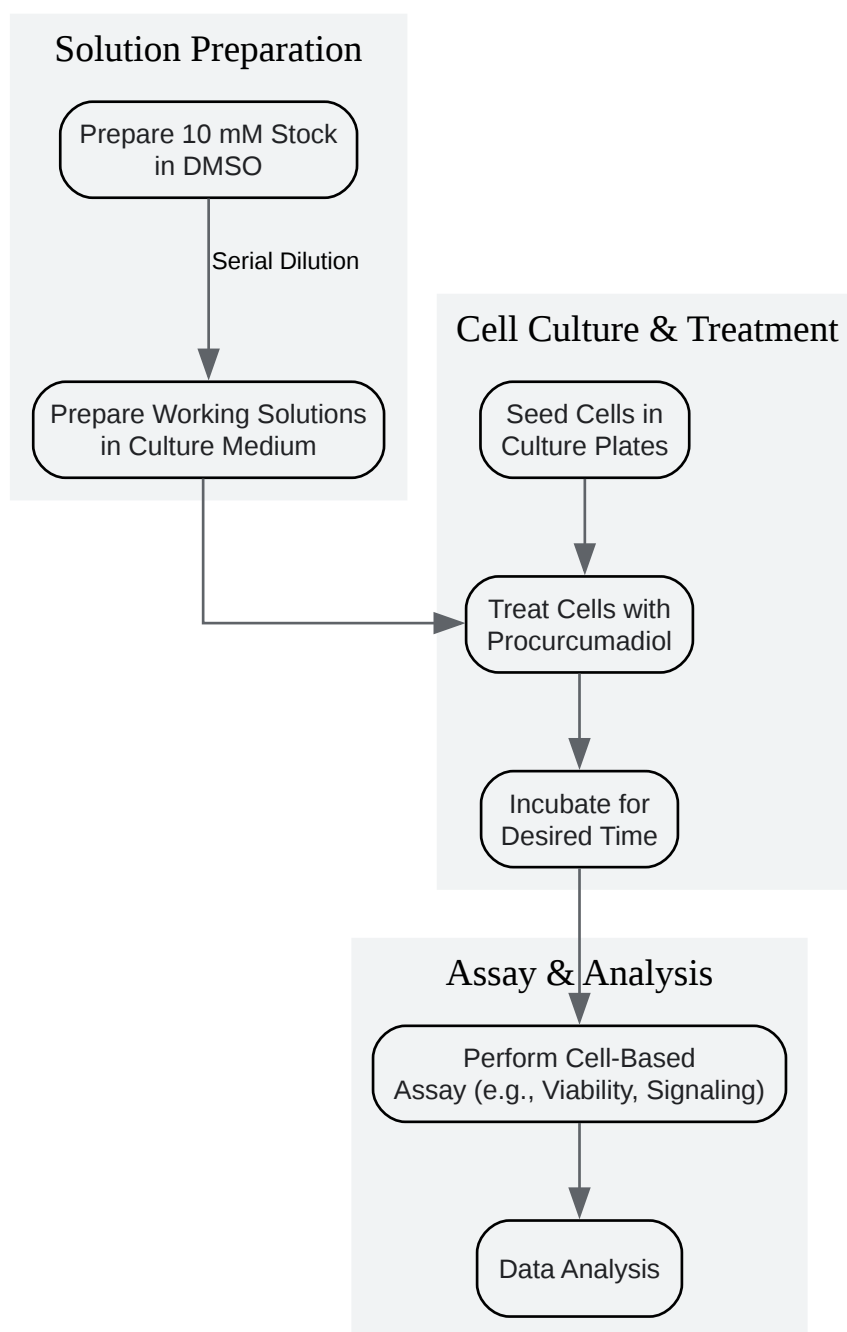 Solution Preparation
Prepare 10 mM Stock
in DMSO
Serial Dilution
Prepare Working Solutions
in Culture Medium
Cell Culture & Treatment
Seed Cells in
Culture Plates
Treat Cells with
Procurcumadiol
Incubate for
Desired Time
Assay & Analysis
Perform Cell-Based
Assay (e.g., Viability, Signaling)
Data Analysis